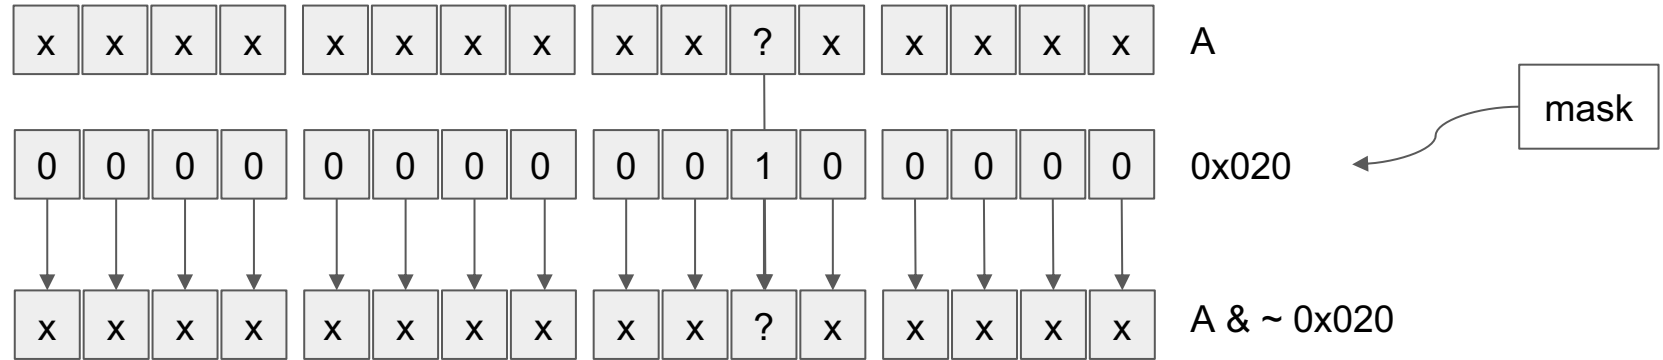 x x x x x x x x x x ? x x x x x A
mask
0 0 0 0 0 0 0 0 0 0 1 0 0 0 0 0 0x020
x x x x x x x x x x ? x x x x x A & ~ 0x020